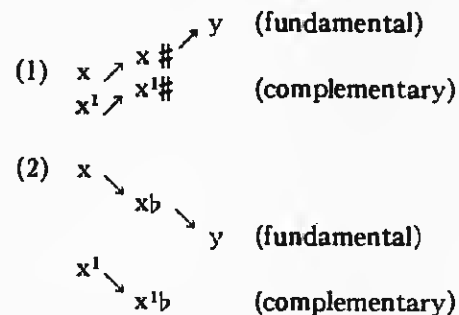 y (fundamental)
(1) x ↗ x ♯ ↗
x¹ ↗ x¹♯ (complementary)
(2) x ↘
x♭ ↘
y (fundamental)
x¹ ↘
x¹♭ (complementary)